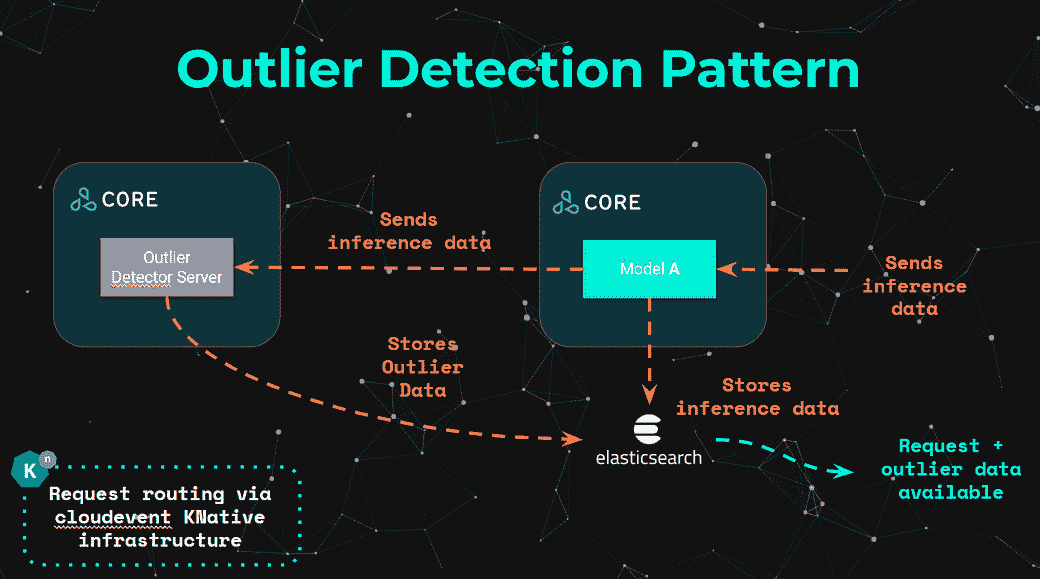 Outlier Detection Pattern
CORE
Outlier
Detector Server
Sends
inference data
CORE
Model A
Sends
inference
data
Stores
Outlier
Data
Stores
inference data
elasticsearch
Request +
outlier data
available
K
n
Request routing via
cloudevent KNative
infrastructure